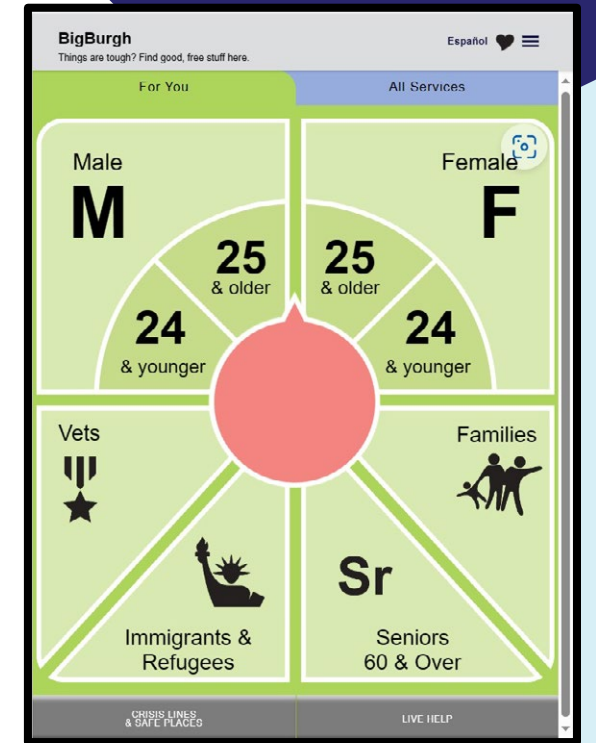 BigBurgh
Things are tough? Find good, free stuff here.
Español
For You
All Services
Male
M
Female
F
25
& older
25
& older
24
& younger
24
& younger
Vets
Families
Immigrants &
Refugees
Sr
Seniors
60 & Over
CRISIS LINES
& SAFE PLACES
LIVE HELP